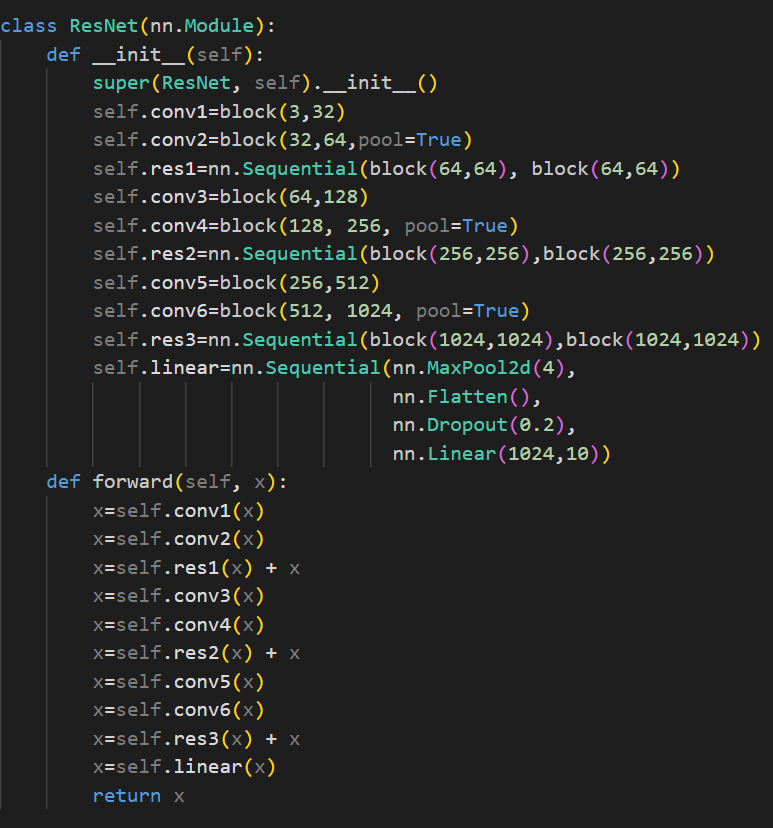 class ResNet(nn.Module):
    def __init__(self):
        super(ResNet, self).__init__()
        self.conv1=block(3,32)
        self.conv2=block(32,64,pool=True)
        self.res1=nn.Sequential(block(64,64), block(64,64))
        self.conv3=block(64,128)
        self.conv4=block(128, 256, pool=True)
        self.res2=nn.Sequential(block(256,256),block(256,256))
        self.conv5=block(256,512)
        self.conv6=block(512, 1024, pool=True)
        self.res3=nn.Sequential(block(1024,1024),block(1024,1024))
        self.linear=nn.Sequential(nn.MaxPool2d(4),
                                  nn.Flatten(),
                                  nn.Dropout(0.2),
                                  nn.Linear(1024,10))
    def forward(self, x):
        x=self.conv1(x)
        x=self.conv2(x)
        x=self.res1(x) + x
        x=self.conv3(x)
        x=self.conv4(x)
        x=self.res2(x) + x
        x=self.conv5(x)
        x=self.conv6(x)
        x=self.res3(x) + x
        x=self.linear(x)
        return x